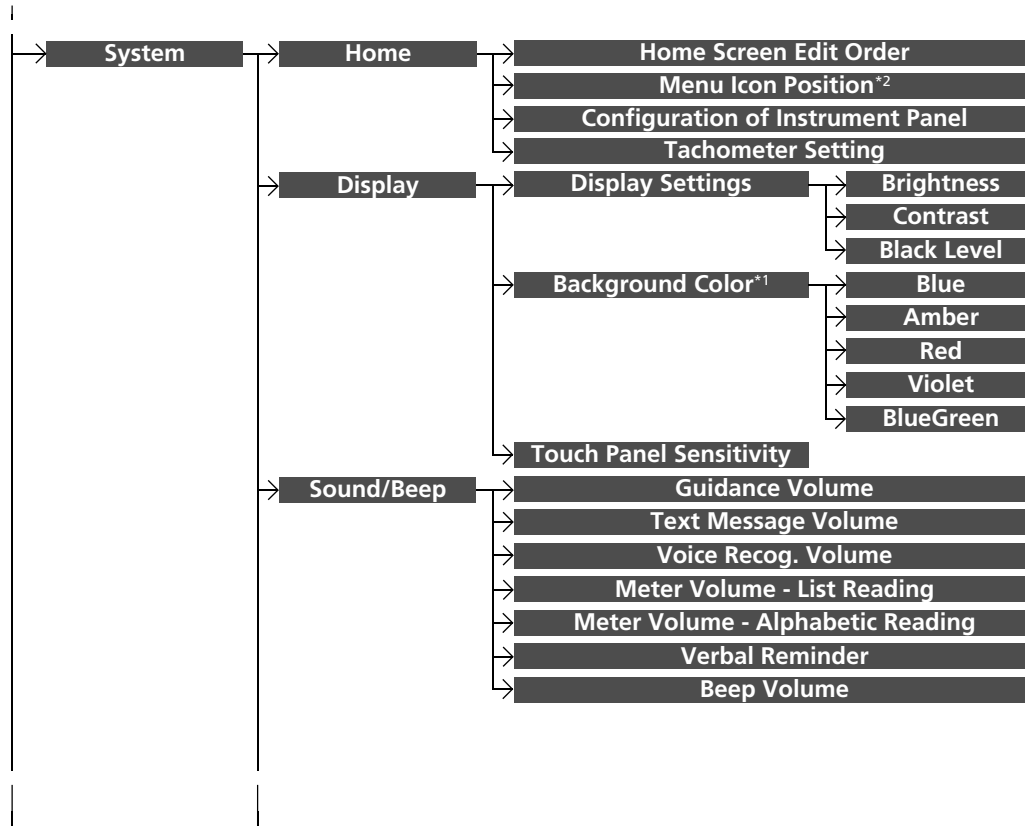 System
Home
Home Screen Edit Order
Menu Icon Position*2
Configuration of Instrument Panel
Tachometer Setting
Display
Display Settings
Brightness
Contrast
Black Level
Background Color*1
Blue
Amber
Red
Violet
BlueGreen
Touch Panel Sensitivity
Sound/Beep
Guidance Volume
Text Message Volume
Voice Recog. Volume
Meter Volume - List Reading
Meter Volume - Alphabetic Reading
Verbal Reminder
Beep Volume